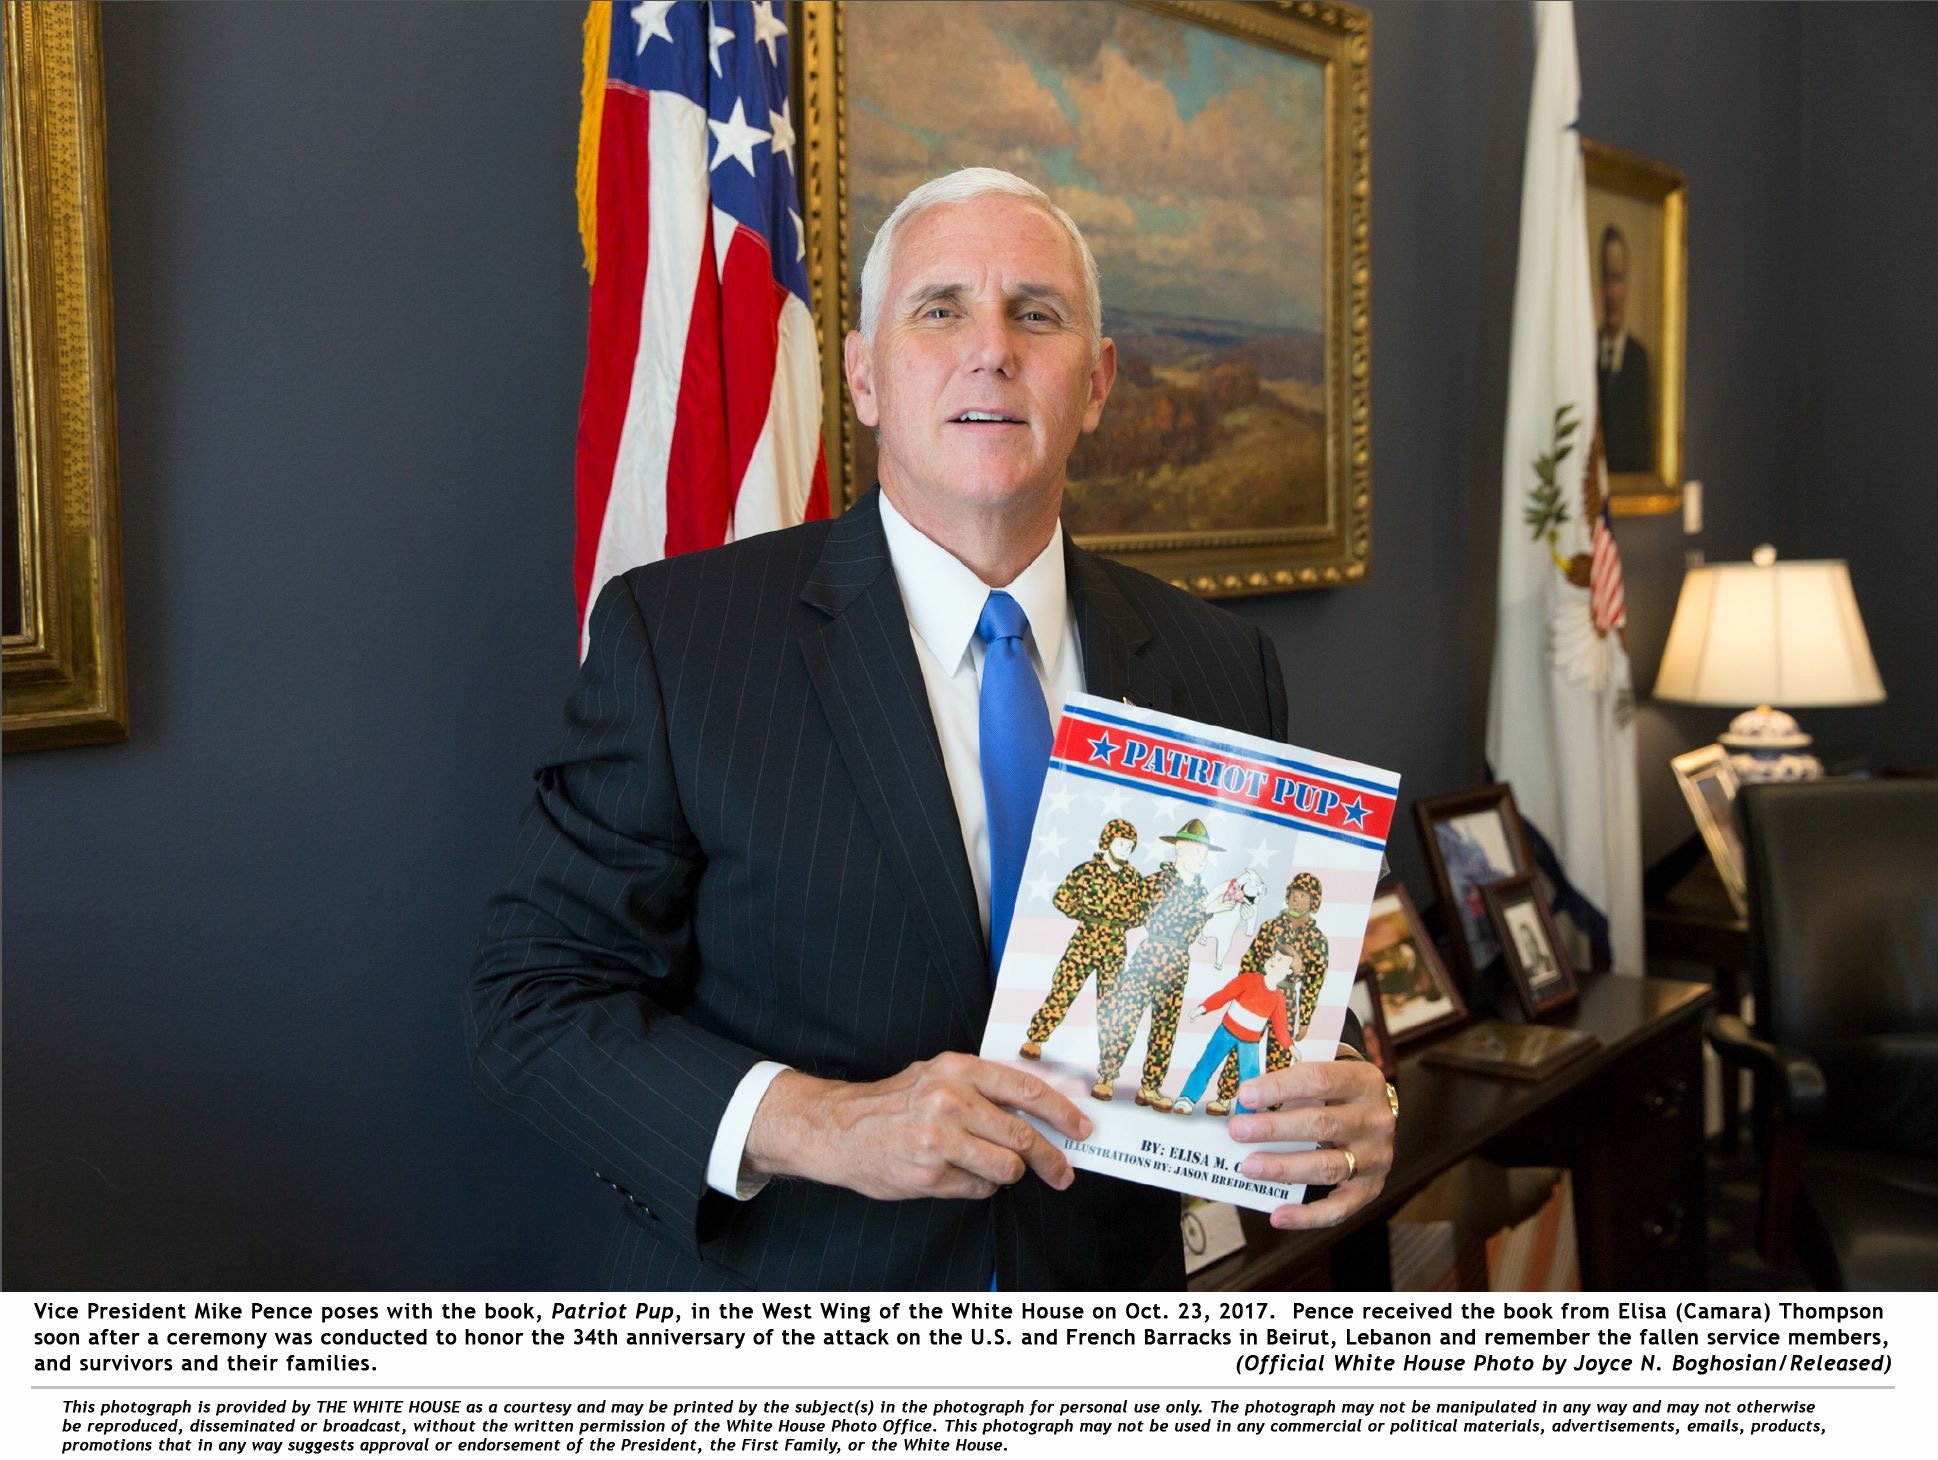 PATRIOT PUP
BY: ELISA M.
ILLUSTRATIONS BY: JASON BREIDENBACH
Vice President Mike Pence poses with the book, Patriot Pup, in the West Wing of the White House on Oct. 23, 2017. Pence received the book from Elisa (Camara) Thompson
soon after a ceremony was conducted to honor the 34th anniversary of the attack on the U.S. and French Barracks in Beirut, Lebanon and remember the fallen service members,
and survivors and their families. (Official White House Photo by Joyce N. Boghosian/Released)
This photograph is provided by THE WHITE HOUSE as a courtesy and may be printed by the subject(s) in the photograph for personal use only. The photograph may not be manipulated in any way and may not otherwise
be reproduced, disseminated or broadcast, without the written permission of the White House Photo Office. This photograph may not be used in any commercial or political materials, advertisements, emails, products,
promotions that in any way suggests approval or endorsement of the President, the First Family, or the White House.